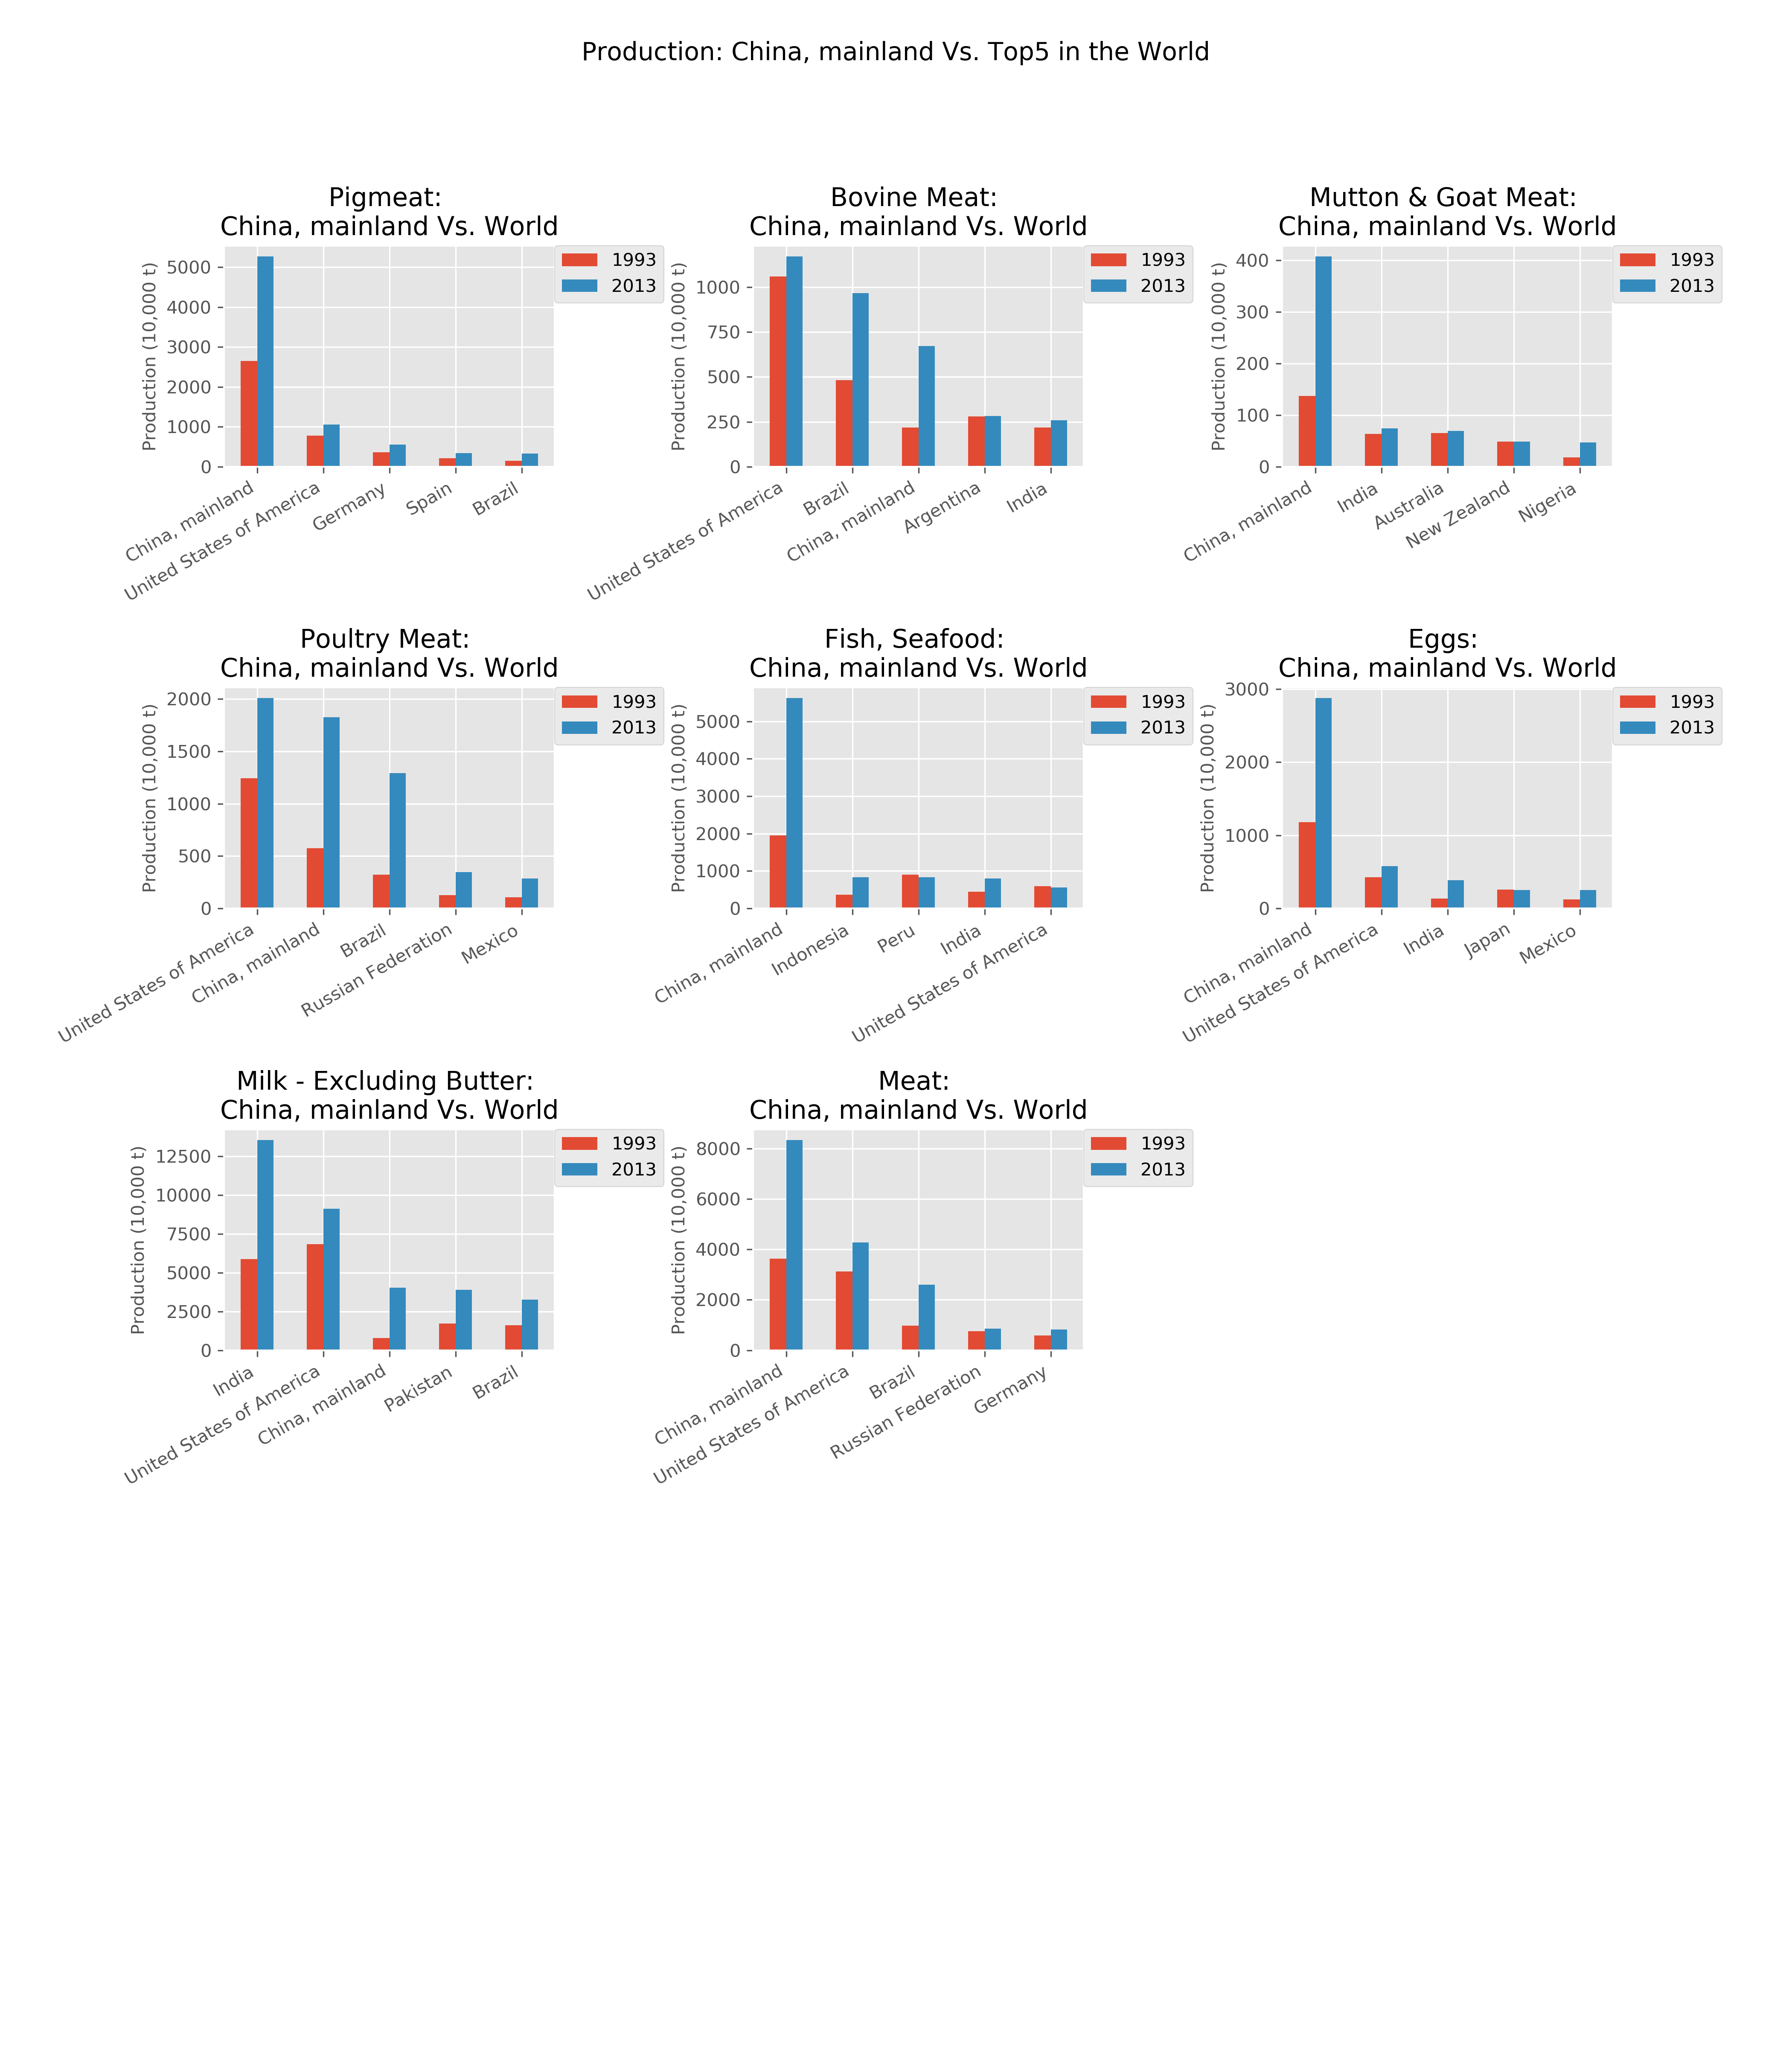 Production: China, mainland Vs. Top5 in the World
Pigmeat:
China, mainland Vs. World
Production (10,000 t)
5000
4000
3000
2000
1000
0
1993
2013
China, mainland
United States of America
Germany
Spain
Brazil
Bovine Meat:
China, mainland Vs. World
Production (10,000 t)
1000
750
500
250
0
1993
2013
United States of America
Brazil
China, mainland
Argentina
India
Mutton & Goat Meat:
China, mainland Vs. World
Production (10,000 t)
400
300
200
100
0
1993
2013
China, mainland
India
Australia
New Zealand
Nigeria
Poultry Meat:
China, mainland Vs. World
Production (10,000 t)
2000
1500
1000
500
0
1993
2013
United States of America
China, mainland
Brazil
Russian Federation
Mexico
Fish, Seafood:
China, mainland Vs. World
Production (10,000 t)
5000
4000
3000
2000
1000
0
1993
2013
China, mainland
Indonesia
Peru
India
United States of America
Eggs:
China, mainland Vs. World
Production (10,000 t)
3000
2000
1000
0
1993
2013
China, mainland
United States of America
India
Japan
Mexico
Milk - Excluding Butter:
China, mainland Vs. World
Production (10,000 t)
12500
10000
7500
5000
2500
0
1993
2013
India
United States of America
China, mainland
Pakistan
Brazil
Meat:
China, mainland Vs. World
Production (10,000 t)
8000
6000
4000
2000
0
1993
2013
China, mainland
United States of America
Brazil
Russian Federation
Germany